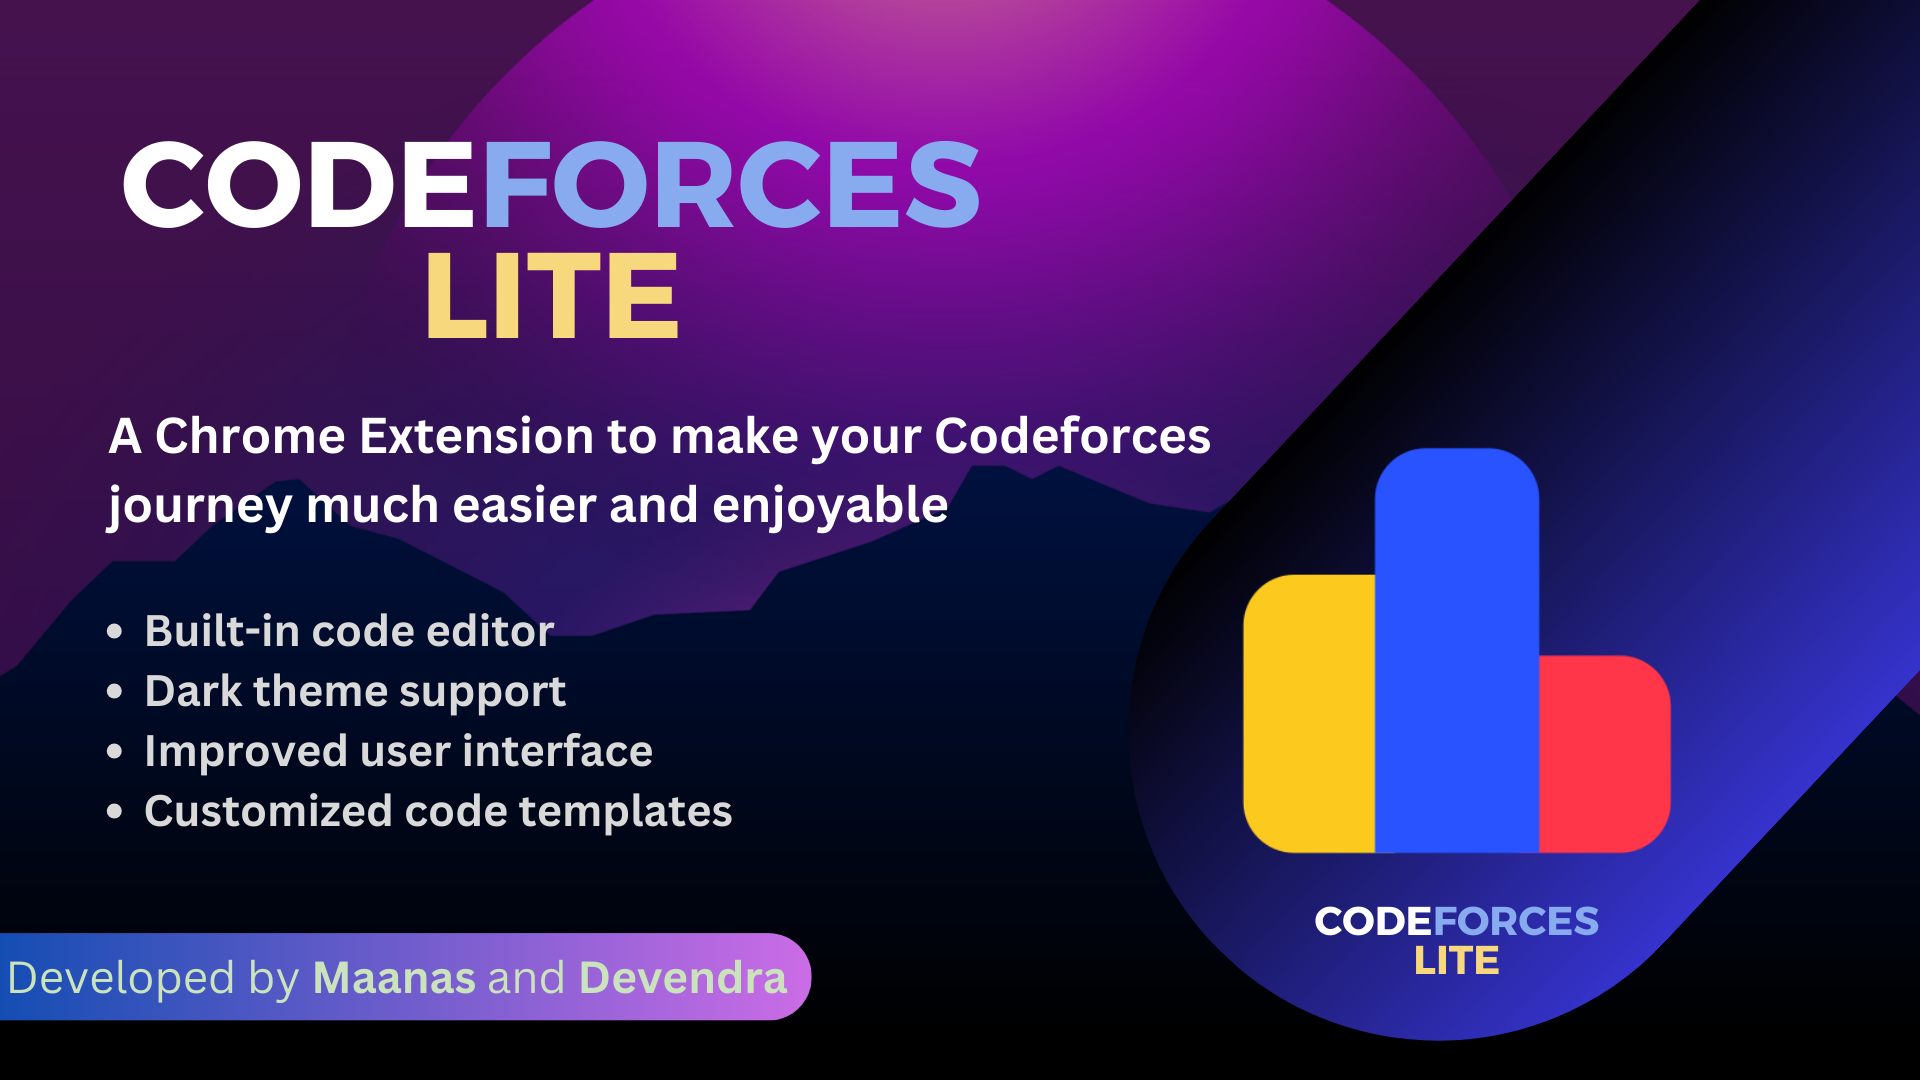 CODEFORCES
LITE
A Chrome Extension to make your Codeforces
journey much easier and enjoyable
• Built-in code editor
• Dark theme support
• Improved user interface
• Customized code templates
Developed by Maanas and Devendra
CODEFORCES
LITE